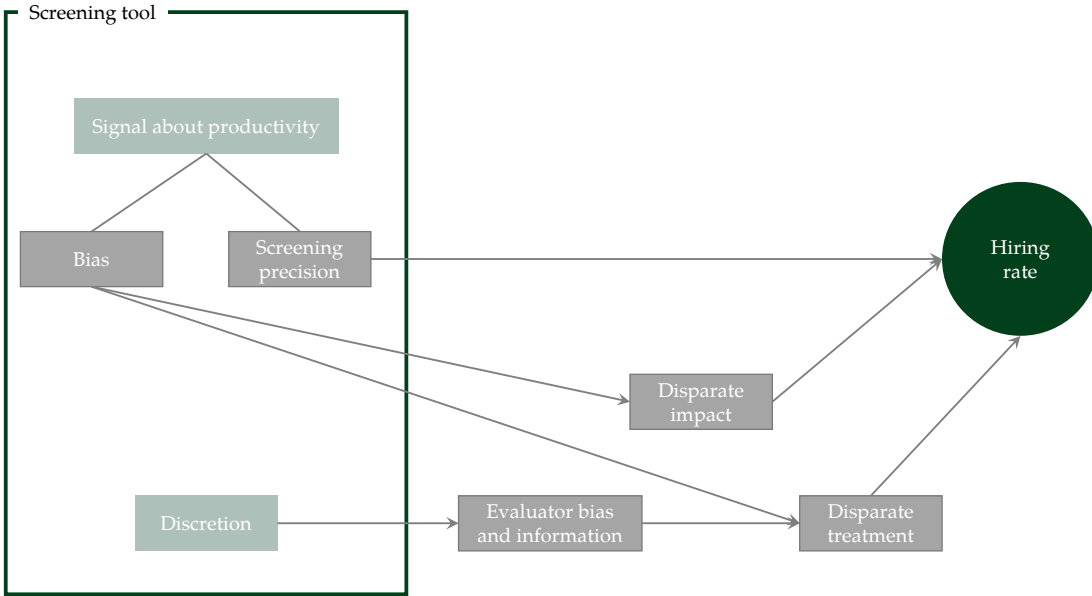 Screening tool
Signal about productivity
Bias
Screening
precision
Hiring
rate
Disparate
impact
Discretion
Evaluator bias
and information
Disparate
treatment